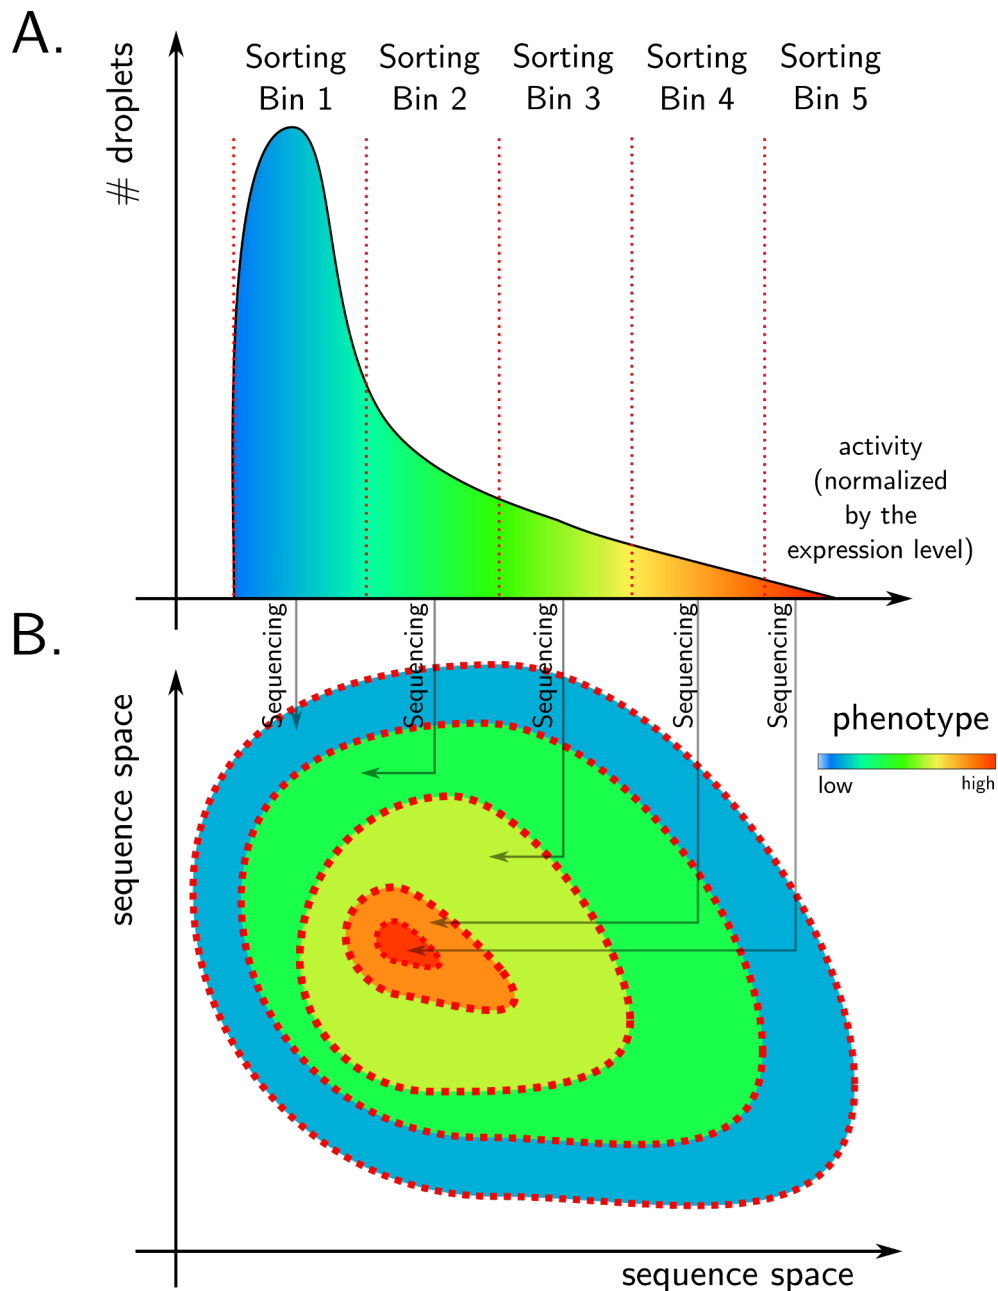 A.
# droplets
Sorting
Bin 1
Sorting
Bin 2
Sorting
Bin 3
Sorting
Bin 4
Sorting
Bin 5
activity
(normalized
by the
expression level)
B.
Sequencing
Sequencing
Sequencing
Sequencing
Sequencing
sequence space
phenotype
low
high
sequence space